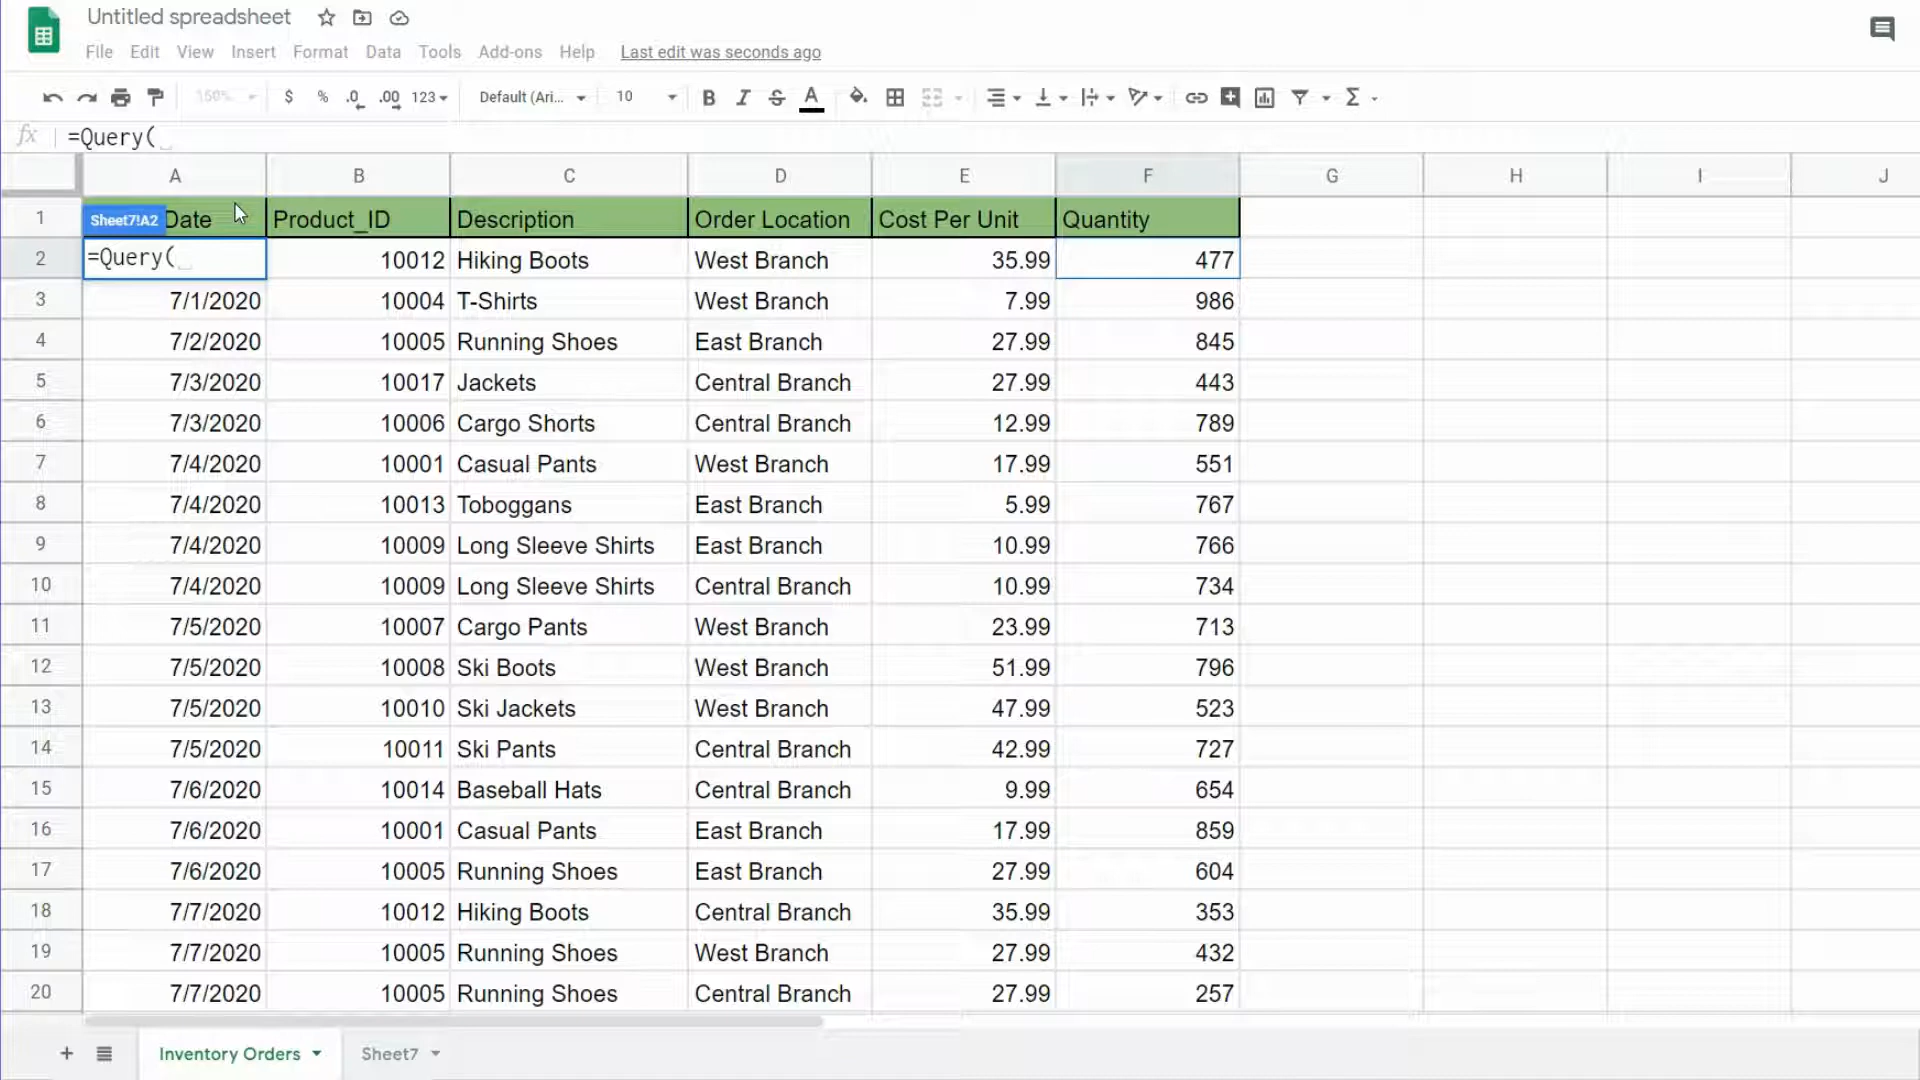 Untitled spreadsheet
File Edit View Insert Format Data Tools Add-ons Help Last edit was seconds ago
150% $ % .0 .00 123 Default (Ari... 10 B I S A Σ
fx =Query(
A B C D E F G H I J
1 Sheet7!A2 Date Product_ID Description Order Location Cost Per Unit Quantity
2 =Query( 10012 Hiking Boots West Branch 35.99 477
3 7/1/2020 10004 T-Shirts West Branch 7.99 986
4 7/2/2020 10005 Running Shoes East Branch 27.99 845
5 7/3/2020 10017 Jackets Central Branch 27.99 443
6 7/3/2020 10006 Cargo Shorts Central Branch 12.99 789
7 7/4/2020 10001 Casual Pants West Branch 17.99 551
8 7/4/2020 10013 Toboggans East Branch 5.99 767
9 7/4/2020 10009 Long Sleeve Shirts East Branch 10.99 766
10 7/4/2020 10009 Long Sleeve Shirts Central Branch 10.99 734
11 7/5/2020 10007 Cargo Pants West Branch 23.99 713
12 7/5/2020 10008 Ski Boots West Branch 51.99 796
13 7/5/2020 10010 Ski Jackets West Branch 47.99 523
14 7/5/2020 10011 Ski Pants Central Branch 42.99 727
15 7/6/2020 10014 Baseball Hats Central Branch 9.99 654
16 7/6/2020 10001 Casual Pants East Branch 17.99 859
17 7/6/2020 10005 Running Shoes East Branch 27.99 604
18 7/7/2020 10012 Hiking Boots Central Branch 35.99 353
19 7/7/2020 10005 Running Shoes West Branch 27.99 432
20 7/7/2020 10005 Running Shoes Central Branch 27.99 257
+ Inventory Orders Sheet7